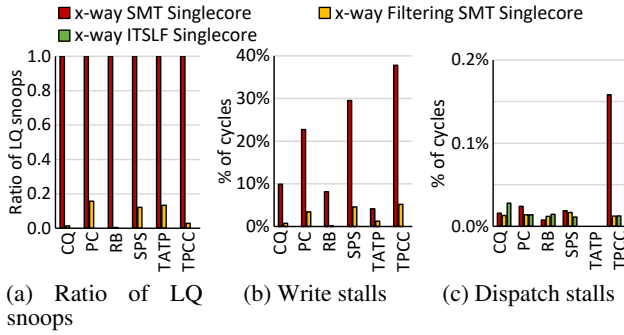 x-way SMT Singlecore
x-way Filtering SMT Singlecore
x-way ITSLF Singlecore
Ratio of LQ snoops
1.0
0.8
0.6
0.4
0.2
0.0
CQ
PC
RB
SPS
TATP
TPCC
(a) Ratio of LQ
snoops
% of cycles
40%
30%
20%
10%
0%
CQ
PC
RB
SPS
TATP
TPCC
(b) Write stalls
% of cycles
0.2%
0.1%
0.0%
CQ
PC
RB
SPS
TATP
TPCC
(c) Dispatch stalls